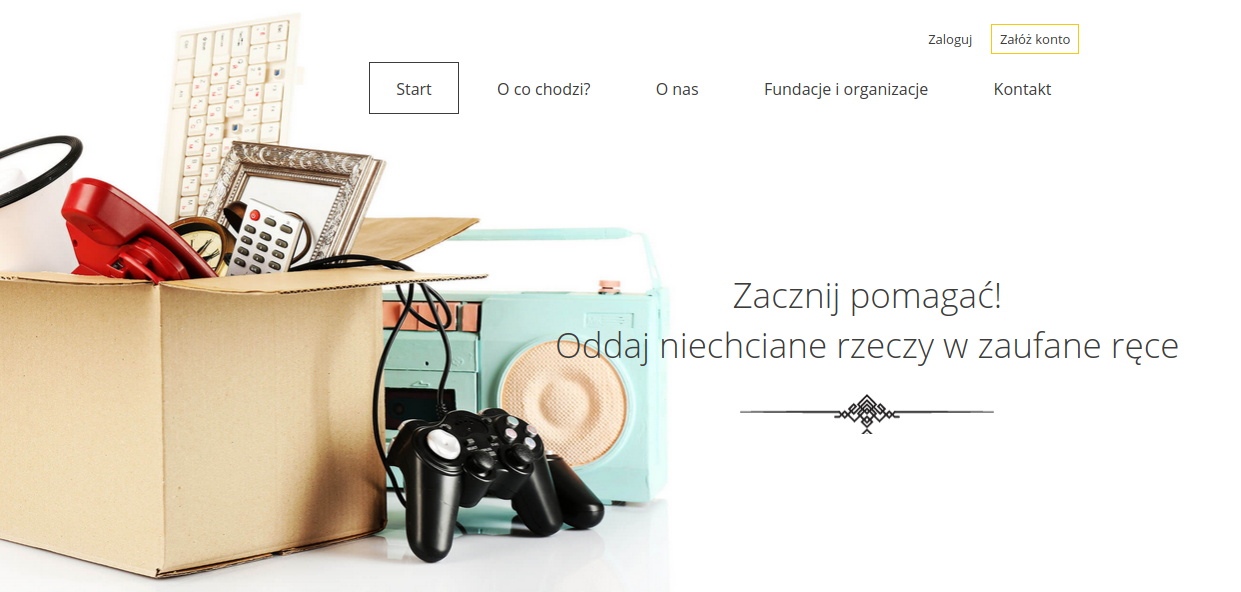 Zaloguj
Załóż konto
Start
O co chodzi?
O nas
Fundacje i organizacje
Kontakt
Zacznij pomagać!
Oddaj niechciane rzeczy w zaufane ręce